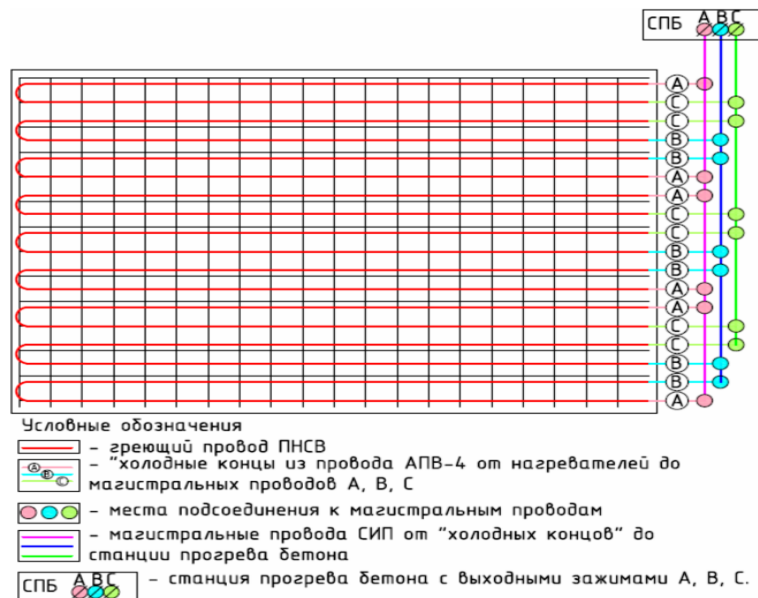 СПБ А В С
А
С
С
В
В
А
А
С
С
В
В
А
А
С
С
В
В
А
Условные обозначения
– греющий провод ПНСВ
А В С – "холодные концы из провода АПВ-4 от нагревателей до
магистральных проводов А, В, С
– места подсоединения к магистральным проводам
– магистральные провода СИП от "холодных концов" до
станции прогрева бетона
СПБ А В С – станция прогрева бетона с выходными зажимами А, В, С.